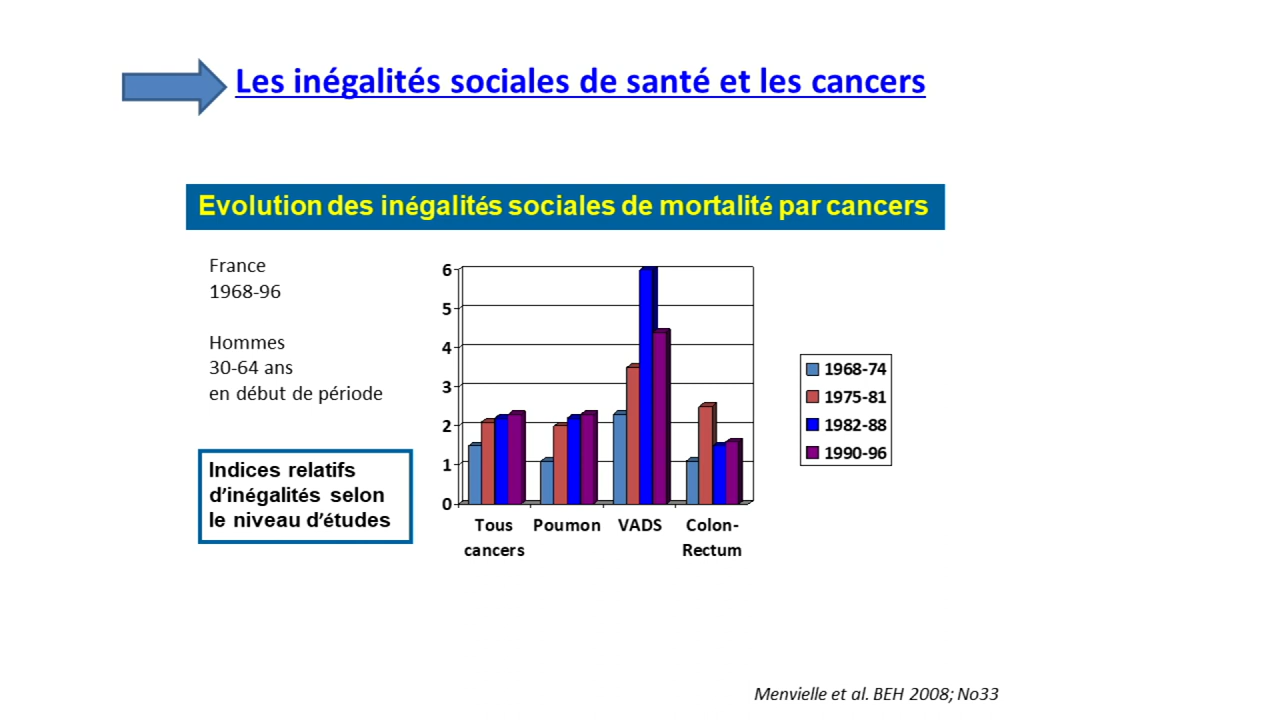 Les inégalités sociales de santé et les cancers
Evolution des inégalités sociales de mortalité par cancers
France
1968-96
Hommes
30-64 ans
en début de période
Indices relatifs
d'inégalités selon
le niveau d'études
6
5
4
3
2
1
0
Tous
cancers
Poumon
VADS
Colon-
Rectum
1968-74
1975-81
1982-88
1990-96
Menvielle et al. BEH 2008; No33